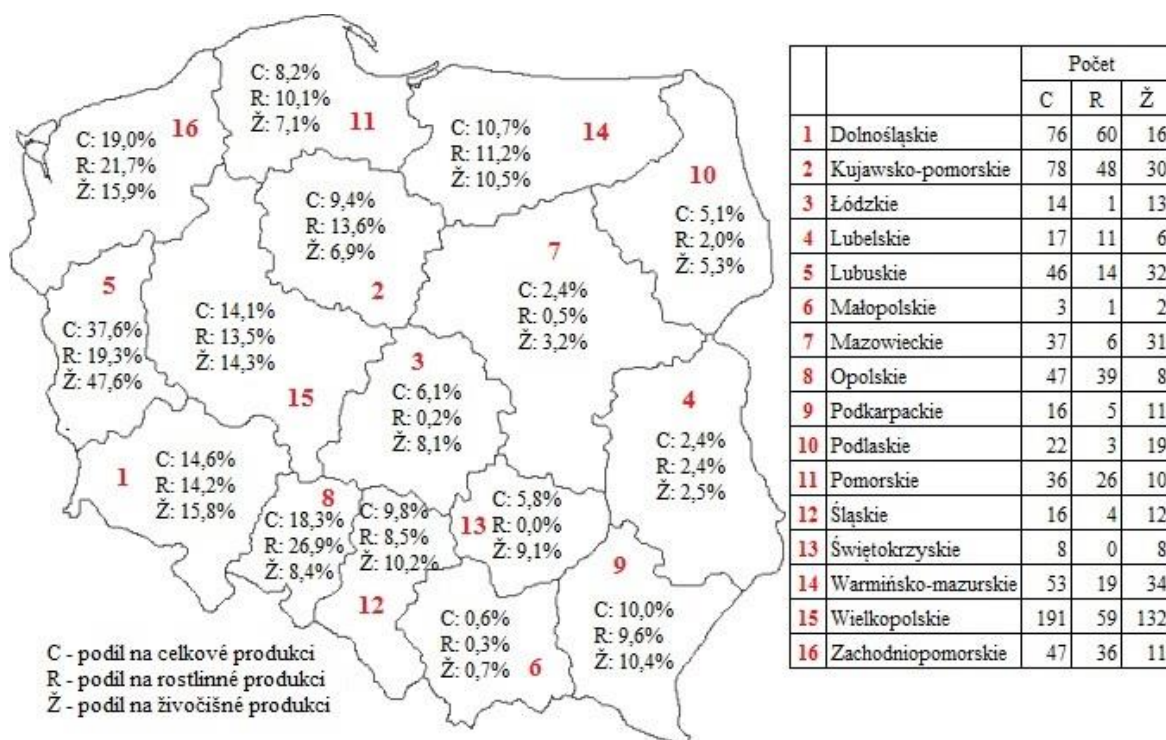 16
C: 19,0%
R: 21,7%
Ž: 15,9%
C: 8,2%
R: 10,1%
Ž: 7,1%
11
C: 10,7%
R: 11,2%
Ž: 10,5%
14
10
C: 5,1%
R: 2,0%
Ž: 5,3%
C: 9,4%
R: 13,6%
Ž: 6,9%
2
7
C: 2,4%
R: 0,5%
Ž: 3,2%
5
C: 37,6%
R: 19,3%
Ž: 47,6%
C: 14,1%
R: 13,5%
Ž: 14,3%
15
3
C: 6,1%
R: 0,2%
Ž: 8,1%
4
C: 2,4%
R: 2,4%
Ž: 2,5%
1
C: 14,6%
R: 14,2%
Ž: 15,8%
8
C: 18,3%
R: 26,9%
Ž: 8,4%
C: 9,8%
R: 8,5%
Ž: 10,2%
12
13
C: 5,8%
R: 0,0%
Ž: 9,1%
9
C: 10,0%
R: 9,6%
Ž: 10,4%
C: 0,6%
R: 0,3%
Ž: 0,7%
6
C - podíl na celkové produkci
R - podíl na rostlinné produkci
Ž - podíl na živočišné produkci
Počet
C R Ž
1 Dolnośląskie 76 60 16
2 Kujawsko-pomorskie 78 48 30
3 Łódzkie 14 1 13
4 Lubelskie 17 11 6
5 Lubuskie 46 14 32
6 Małopolskie 3 1 2
7 Mazowieckie 37 6 31
8 Opolskie 47 39 8
9 Podkarpackie 16 5 11
10 Podlaskie 22 3 19
11 Pomorskie 36 26 10
12 Śląskie 16 4 12
13 Świętokrzyskie 8 0 8
14 Warmińsko-mazurskie 53 19 34
15 Wielkopolskie 191 59 132
16 Zachodniopomorskie 47 36 11